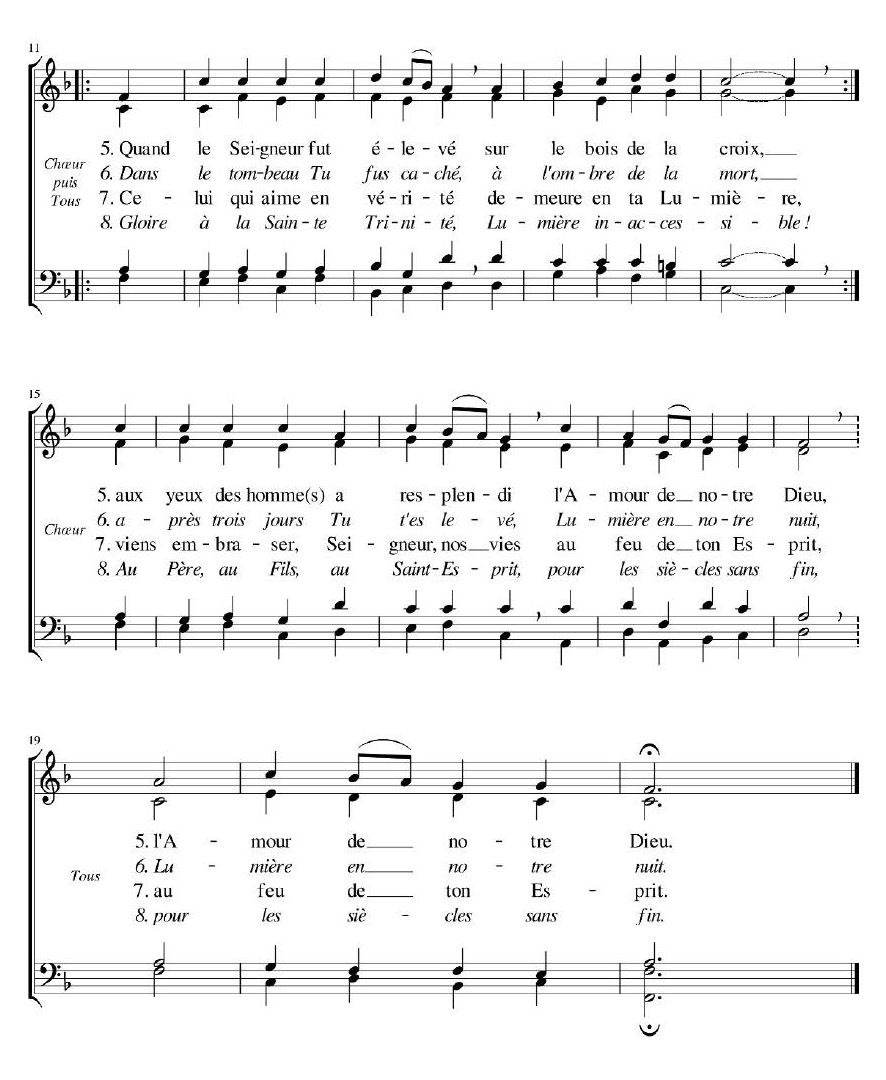 11
5. Quand le Sei-gneur fut é-le-vé sur le bois de la croix,
Chœur puis Tous
6. Dans le tom-beau Tu fus ca-ché, à l'om-bre de la mort,
7. Ce-lui qui aime en vé-ri-té de-meure en ta Lu-miè-re,
8. Gloire à la Sain-te Tri-ni-té, Lu-mière in-ac-ces-si-ble !
15
5. aux yeux des homme(s) a res-plen-di l'A-mour de no-tre Dieu,
Chœur
6. a-près trois jours Tu t'es le-vé, Lu-mière en no-tre nuit,
7. viens em-bra-ser, Sei-gneur, nos vies au feu de ton Es-prit,
8. Au Père, au Fils, au Saint-Es-prit, pour les siè-cles sans fin,
19
5. l'A-mour de no-tre Dieu.
6. Lu-mière en no-tre nuit.
Tous
7. au feu de ton Es-prit.
8. pour les siè-cles sans fin.